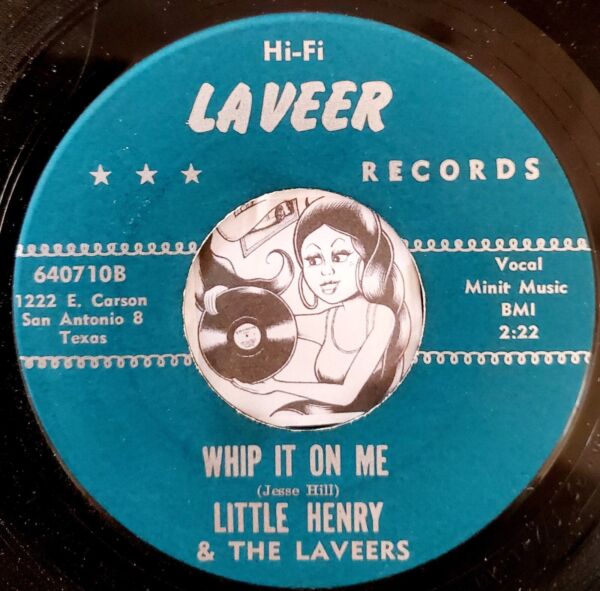 Hi-Fi
LAVEER
★ ★ ★ RECORDS
640710B
1222 E. Carson
San Antonio 8
Texas
Vocal
Minit Music
BMI
2:22
WHIP IT ON ME
(Jesse Hill)
LITTLE HENRY
& THE LAVEERS